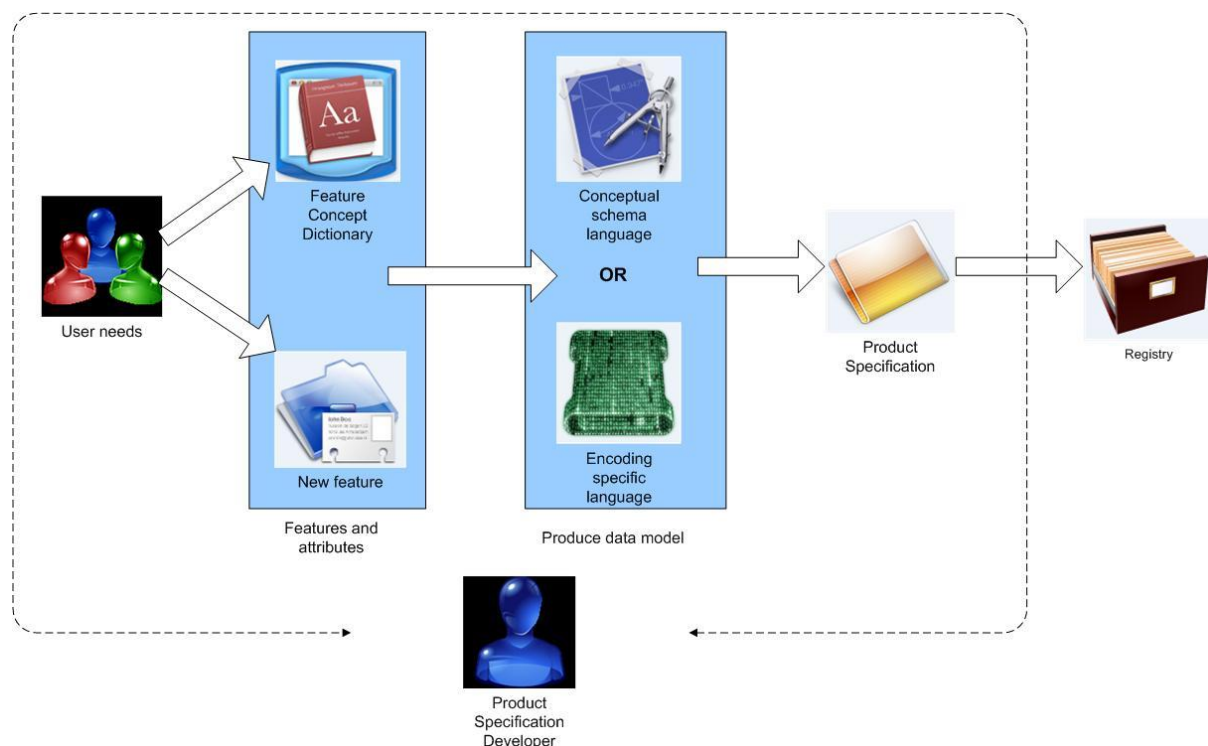 User needs
Aa
Feature
Concept
Dictionary
New feature
Features and
attributes
Conceptual
schema
language
OR
Encoding
specific
language
Produce data model
Product
Specification
Registry
Product
Specification
Developer